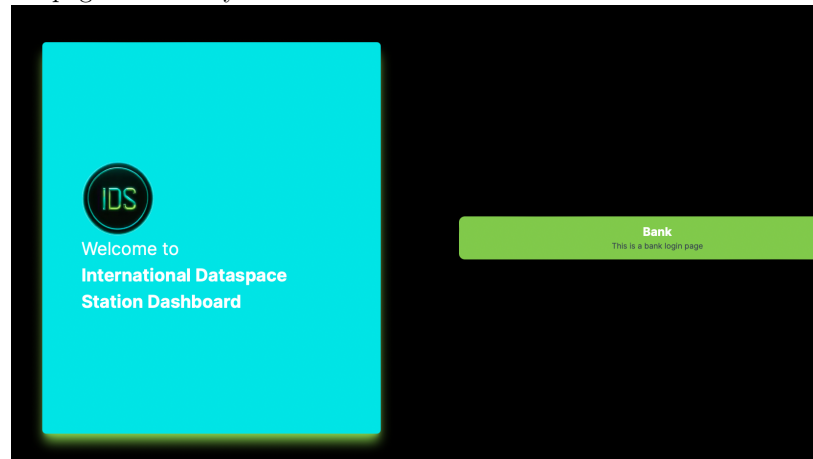 IDS
Welcome to
International Dataspace
Station Dashboard
Bank
This is a bank login page